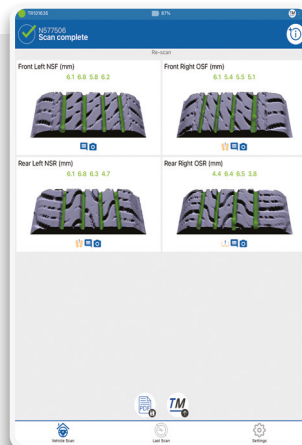 TR101635
87%
N577506
Scan complete
Re-scan
Front Left NSF (mm)
6.1 6.8 5.8 6.2
Front Right OSF (mm)
6.1 5.4 5.5 5.1
Rear Left NSR (mm)
6.1 6.8 6.3 4.7
Rear Right OSR (mm)
4.4 6.4 6.5 3.8
PDF
TM
Vehicle Scan
Last Scan
Settings